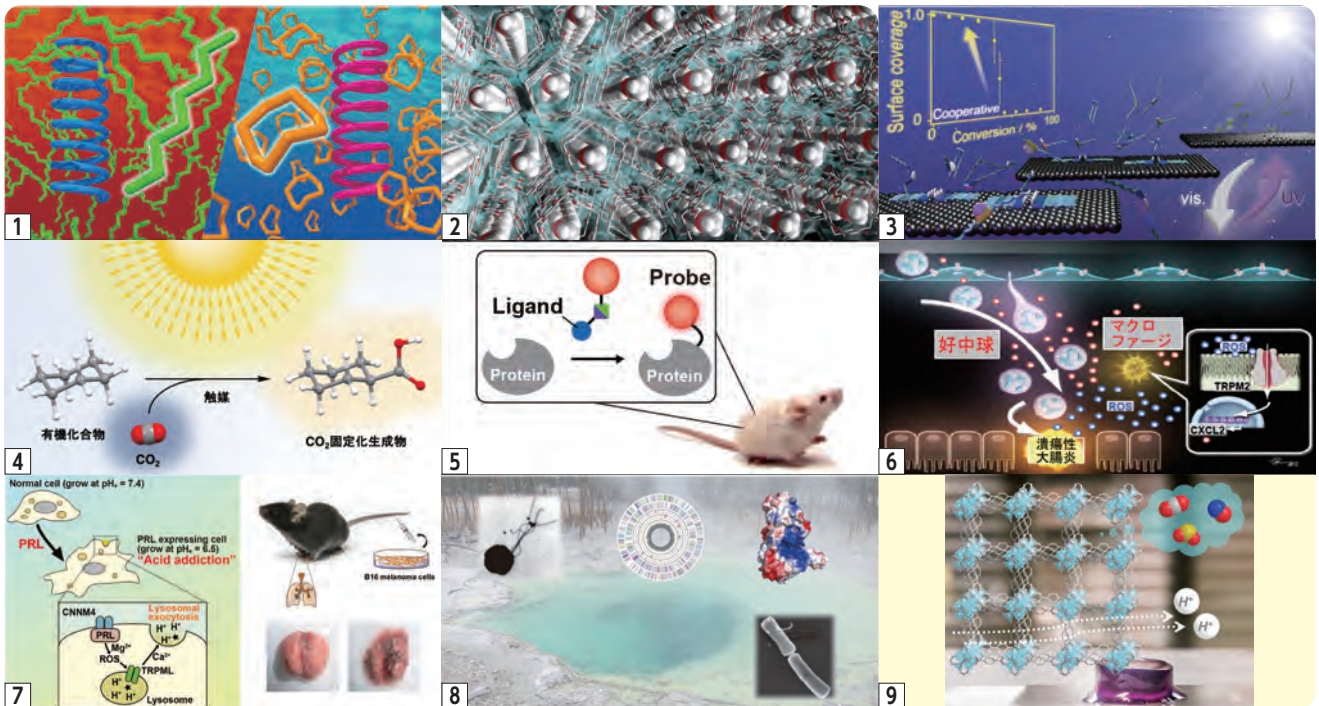 1
2
1.0
Surface coverage
0
Cooperative
0
100
Conversion / %
vis.
UV
3
有機化合物
CO₂
触媒
CO₂固定化生成物
4
Ligand
Probe
Protein
Protein
5
好中球
マクロ
ファージ
ROS
TRPM2
CXCL2
ROS
潰瘍性
大腸炎
6
Normal cell (grow at pHₑ = 7.4)
PRL
PRL expressing cell
(grow at pHₑ = 6.5)
"Acid addiction"
CNNM4
Lysosomal
exocytosis
PRL
H⁺
H⁺
H⁺
Mg²⁺
ROS
Ca²⁺
TRPML
H⁺
H⁺
H⁺
Lysosome
B16 melanoma cells
7
8
H⁺
H⁺
9